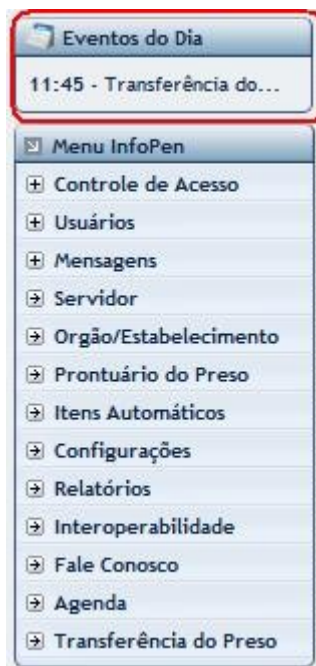 Eventos do Dia
11:45 - Transferência do...
Menu InfoPen
Controle de Acesso
Usuários
Mensagens
Servidor
Orgão/Estabelecimento
Prontuário do Preso
Itens Automáticos
Configurações
Relatórios
Interoperabilidade
Fale Conosco
Agenda
Transferência do Preso